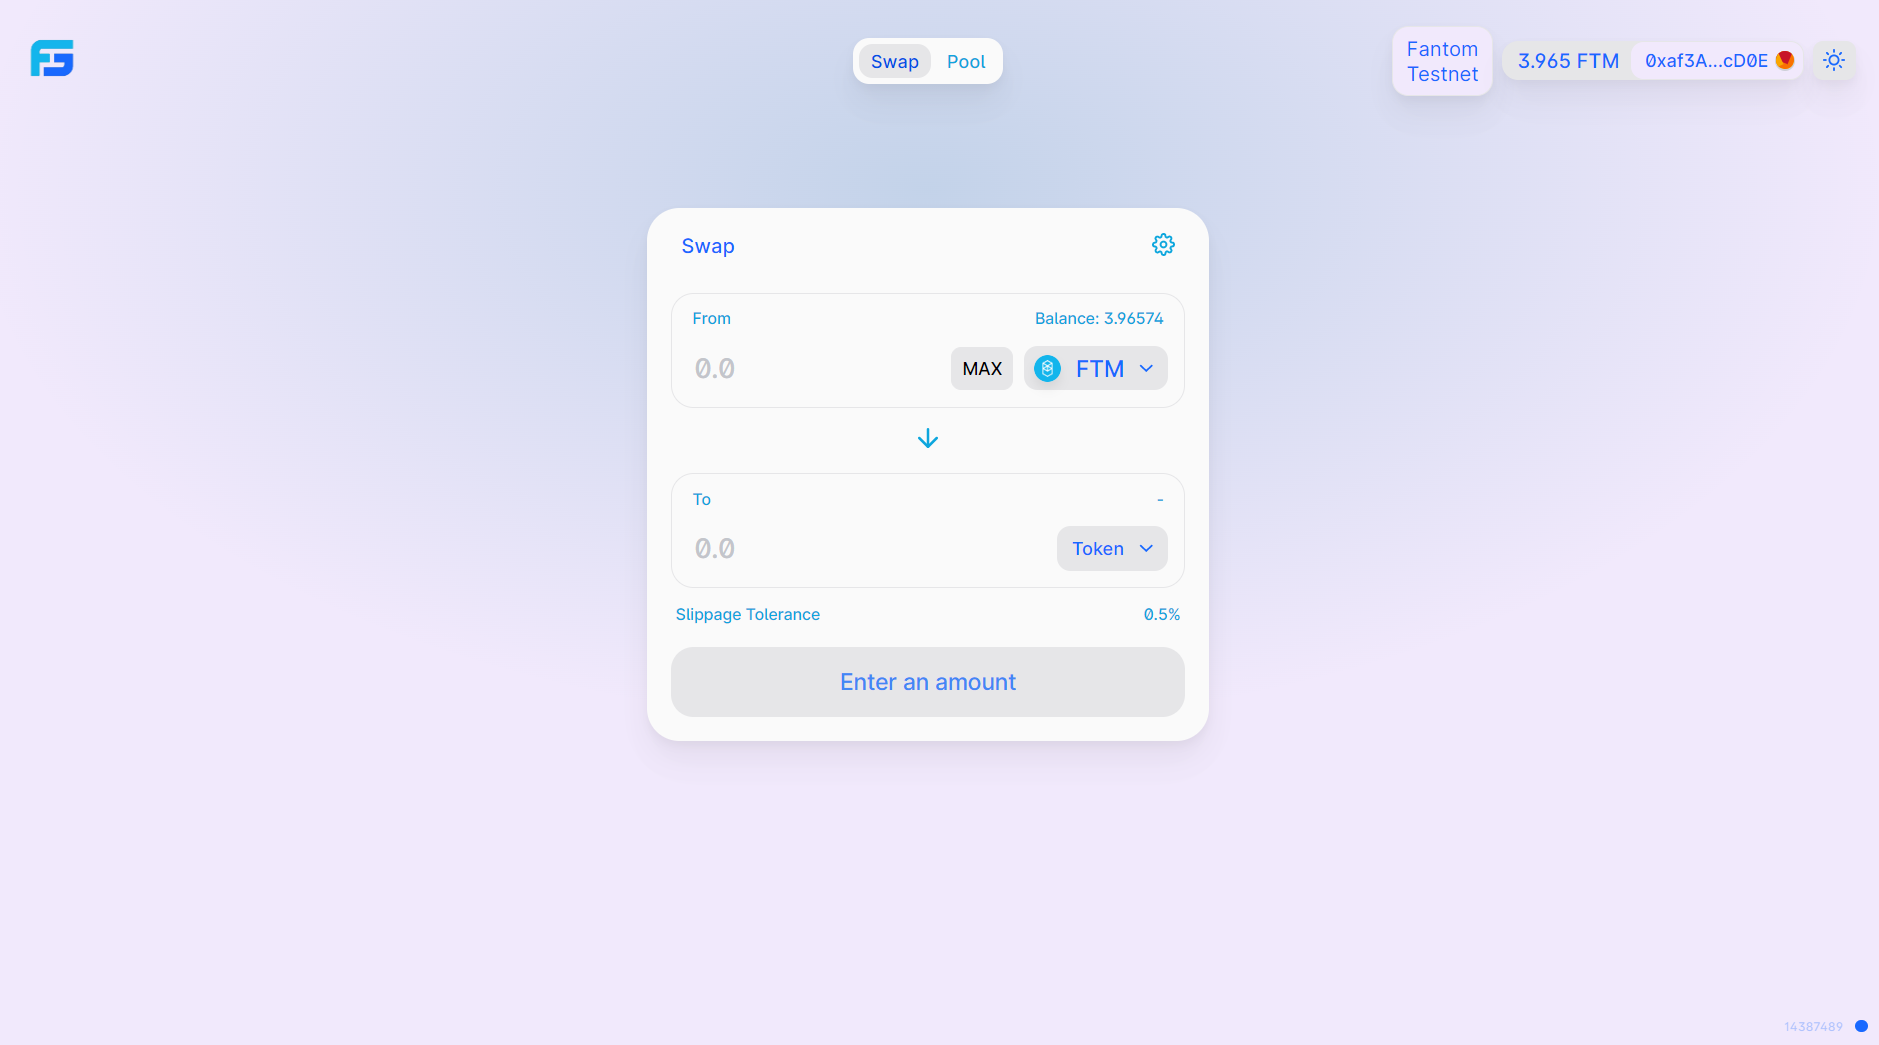 Swap
Pool
Fantom
Testnet
3.965 FTM
0xaf3A...cD0E
Swap
From
Balance: 3.96574
0.0
MAX
FTM
To
-
0.0
Token
Slippage Tolerance
0.5%
Enter an amount
14387489